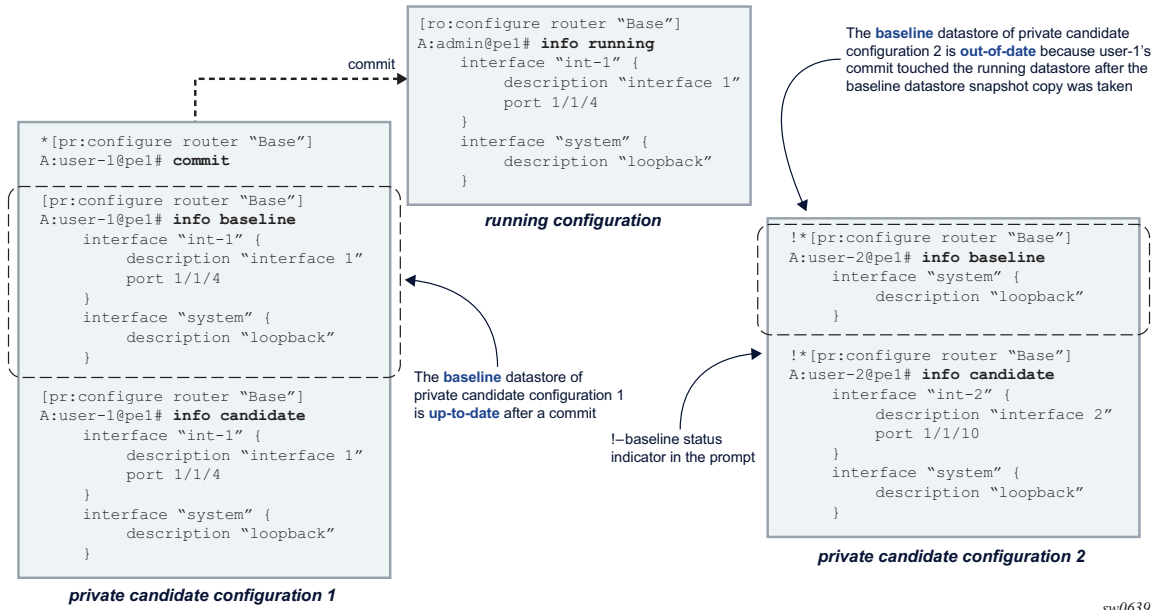 [ro:configure router “Base”]
A:admin@pe1# info running
interface “int-1” {
description “interface 1”
port 1/1/4
}
interface “system” {
description “loopback”
}
running configuration
commit
The baseline datastore of private candidate
configuration 2 is out-of-date because user-1’s
commit touched the running datastore after the
baseline datastore snapshot copy was taken
*[pr:configure router “Base”]
A:user-1@pe1# commit
[pr:configure router “Base”]
A:user-1@pe1# info baseline
interface “int-1” {
description “interface 1”
port 1/1/4
}
interface “system” {
description “loopback”
}
[pr:configure router “Base”]
A:user-1@pe1# info candidate
interface “int-1” {
description “interface 1”
port 1/1/4
}
interface “system” {
description “loopback”
}
private candidate configuration 1
The baseline datastore of
private candidate configuration 1
is up-to-date after a commit
!–baseline status
indicator in the prompt
!*[pr:configure router “Base”]
A:user-2@pe1# info baseline
interface “system” {
description “loopback”
}
!*[pr:configure router “Base”]
A:user-2@pe1# info candidate
interface “int-2” {
description “interface 2”
port 1/1/10
}
interface “system” {
description “loopback”
}
private candidate configuration 2
sw0639